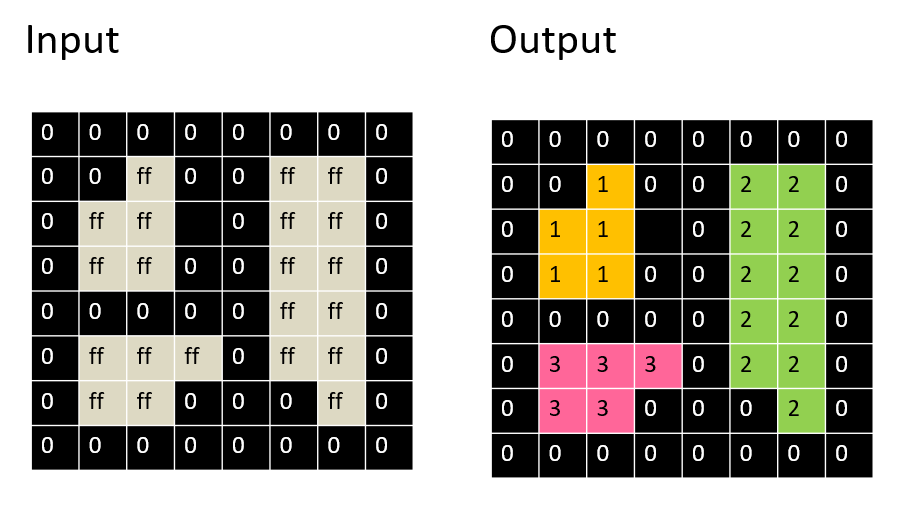 Input
0 0 0 0 0 0 0 0
0 0 ff 0 0 ff ff 0
0 ff ff 0 ff ff 0
0 ff ff 0 0 ff ff 0
0 0 0 0 0 ff ff 0
0 ff ff ff 0 ff ff 0
0 ff ff 0 0 0 ff 0
0 0 0 0 0 0 0 0
Output
0 0 0 0 0 0 0 0
0 0 1 0 0 2 2 0
0 1 1 0 2 2 0
0 1 1 0 0 2 2 0
0 0 0 0 0 2 2 0
0 3 3 3 0 2 2 0
0 3 3 0 0 0 2 0
0 0 0 0 0 0 0 0